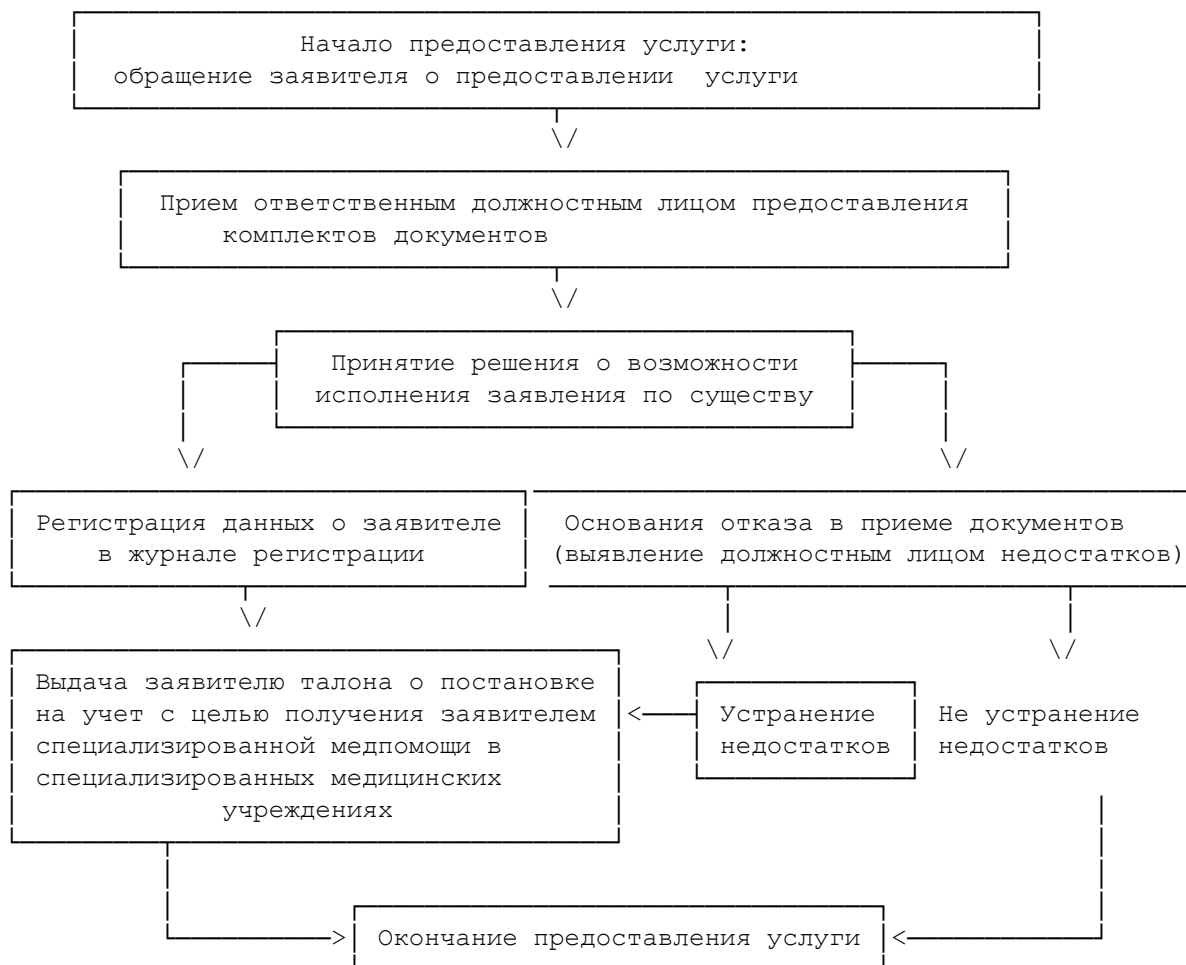 Начало предоставления услуги:
обращение заявителя о предоставлении услуги
Прием ответственным должностным лицом предоставления
комплектов документов
Принятие решения о возможности
исполнения заявления по существу
Регистрация данных о заявителе
в журнале регистрации
Основания отказа в приеме документов
(выявление должностным лицом недостатков)
Выдача заявителю талона о постановке
на учет с целью получения заявителем
специализированной медпомощи в
специализированных медицинских
учреждениях
Устранение
недостатков
Не устранение
недостатков
Окончание предоставления услуги